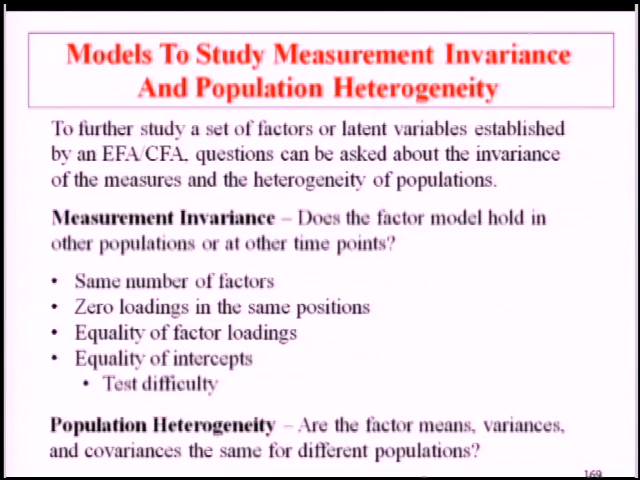 Models To Study Measurement Invariance
And Population Heterogeneity
To further study a set of factors or latent variables established
by an EFA/CFA, questions can be asked about the invariance
of the measures and the heterogeneity of populations.
Measurement Invariance – Does the factor model hold in
other populations or at other time points?
• Same number of factors
• Zero loadings in the same positions
• Equality of factor loadings
• Equality of intercepts
• Test difficulty
Population Heterogeneity – Are the factor means, variances,
and covariances the same for different populations?
169